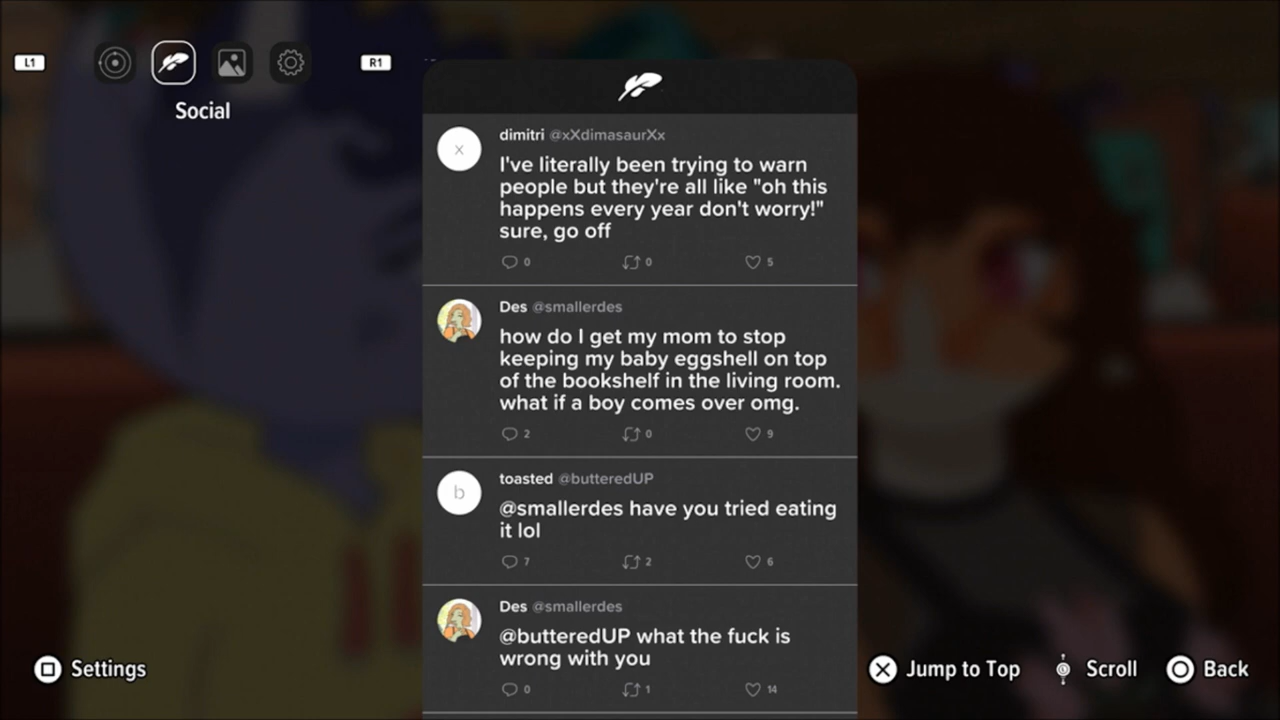 L1
R1
Social
dimitri @xXdimasaurXx
x
I've literally been trying to warn
people but they're all like "oh this
happens every year don't worry!"
sure, go off
0 0 5
Des @smallerdes
how do I get my mom to stop
keeping my baby eggshell on top
of the bookshelf in the living room.
what if a boy comes over omg.
2 0 9
toasted @butteredUP
b
@smallerdes have you tried eating
it lol
7 2 6
Des @smallerdes
@butteredUP what the fuck is
wrong with you
0 1 14
Settings
Jump to Top
Scroll
Back